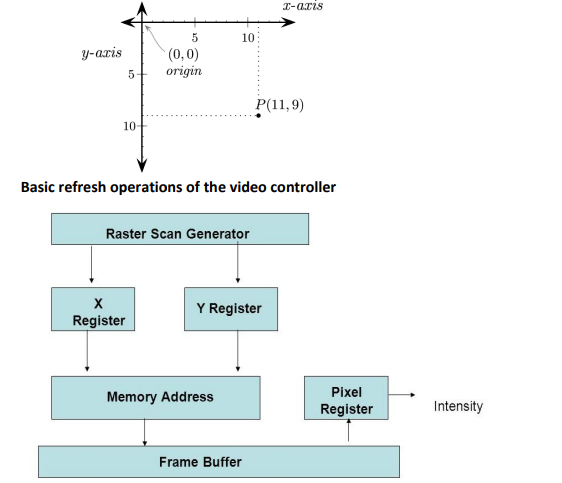 x-axis
5
10
y-axis
(0,0)
origin
5
P(11,9)
10
Basic refresh operations of the video controller
Raster Scan Generator
X
Register
Y Register
Memory Address
Pixel
Register
Intensity
Frame Buffer